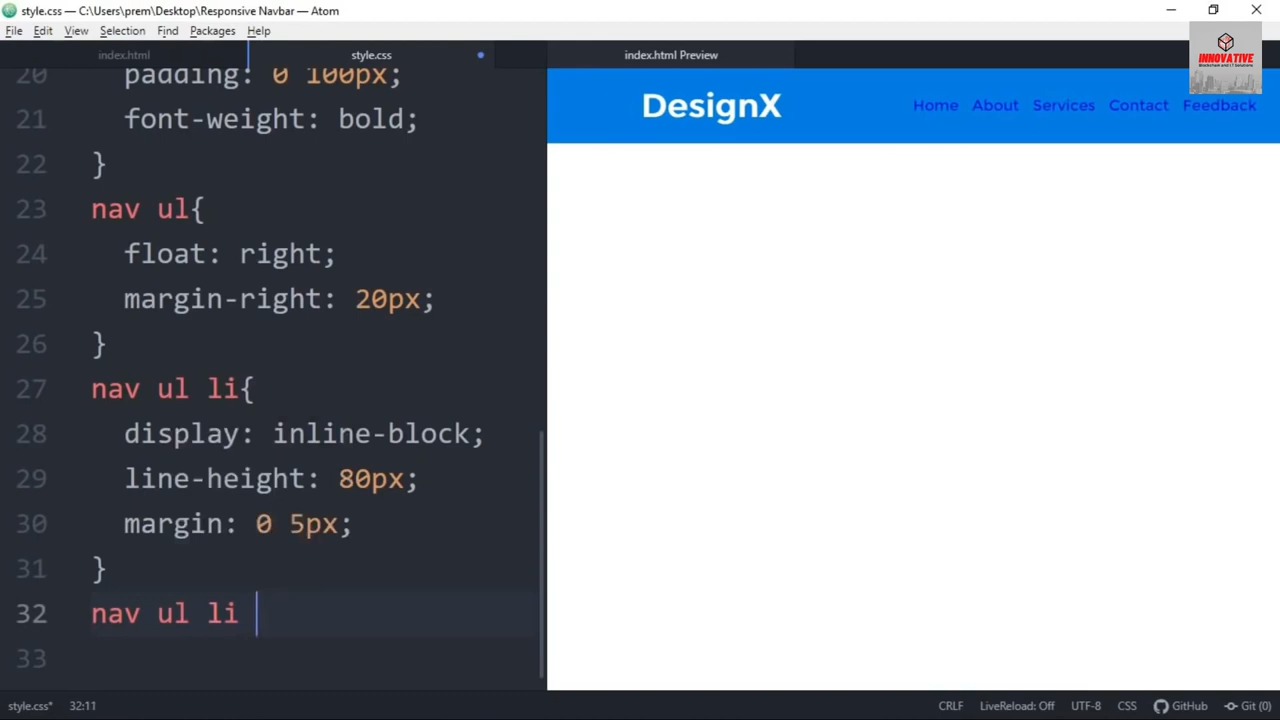 style.css — C:\Users\prem\Desktop\Responsive Navbar — Atom
File Edit View Selection Find Packages Help
index.html style.css index.html Preview
INNOVATIVE
Blockchain and I.T Solutions
20 padding: 0 100px;
21 font-weight: bold;
22 }
23 nav ul{
24 float: right;
25 margin-right: 20px;
26 }
27 nav ul li{
28 display: inline-block;
29 line-height: 80px;
30 margin: 0 5px;
31 }
32 nav ul li
33
DesignX Home About Services Contact Feedback
style.css* 32:11 CRLF LiveReload: Off UTF-8 CSS GitHub Git (0)